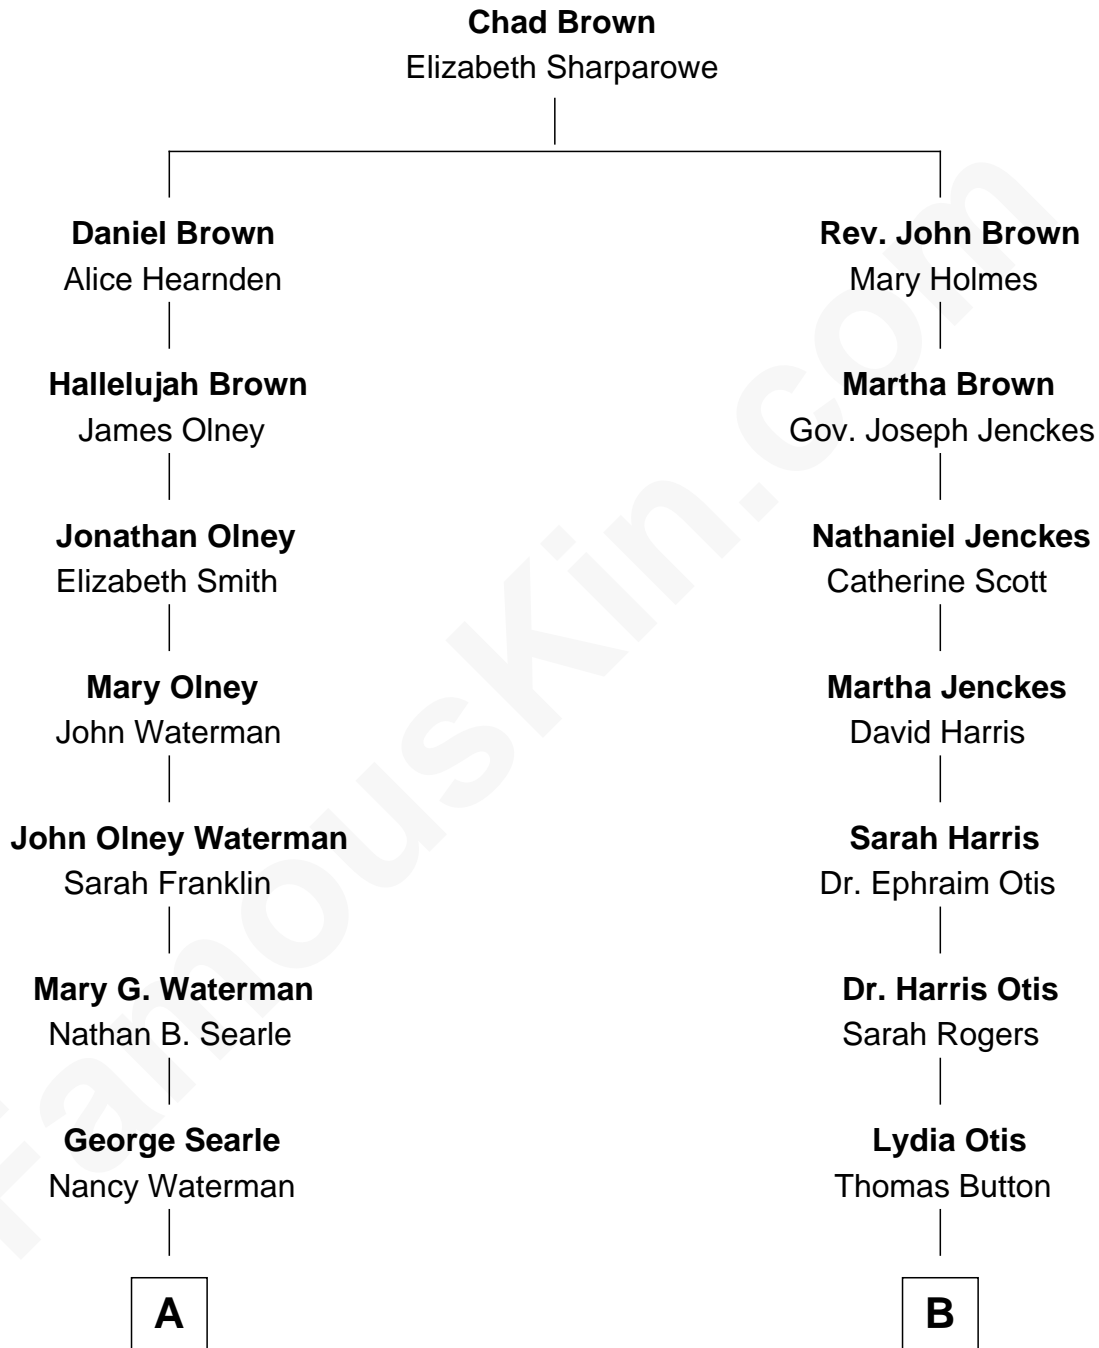 Chad Brown
Elizabeth Sharparowe
Daniel Brown
Alice Hearnden
Hallelujah Brown
James Olney
Jonathan Olney
Elizabeth Smith
Mary Olney
John Waterman
John Olney Waterman
Sarah Franklin
Mary G. Waterman
Nathan B. Searle
George Searle
Nancy Waterman
A
Rev. John Brown
Mary Holmes
Martha Brown
Gov. Joseph Jenckes
Nathaniel Jenckes
Catherine Scott
Martha Jenckes
David Harris
Sarah Harris
Dr. Ephraim Otis
Dr. Harris Otis
Sarah Rogers
Lydia Otis
Thomas Button
B
FamousKin.com